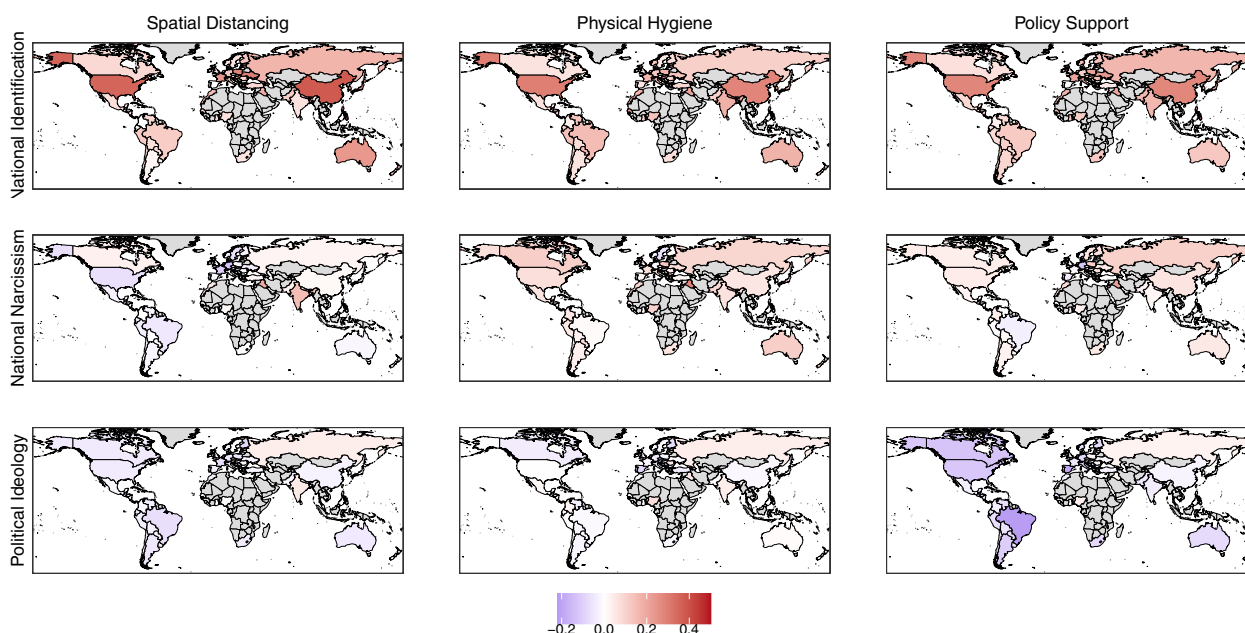 Spatial Distancing
Physical Hygiene
Policy Support
National Identification
National Narcissism
Political Ideology
−0.2 0.0 0.2 0.4